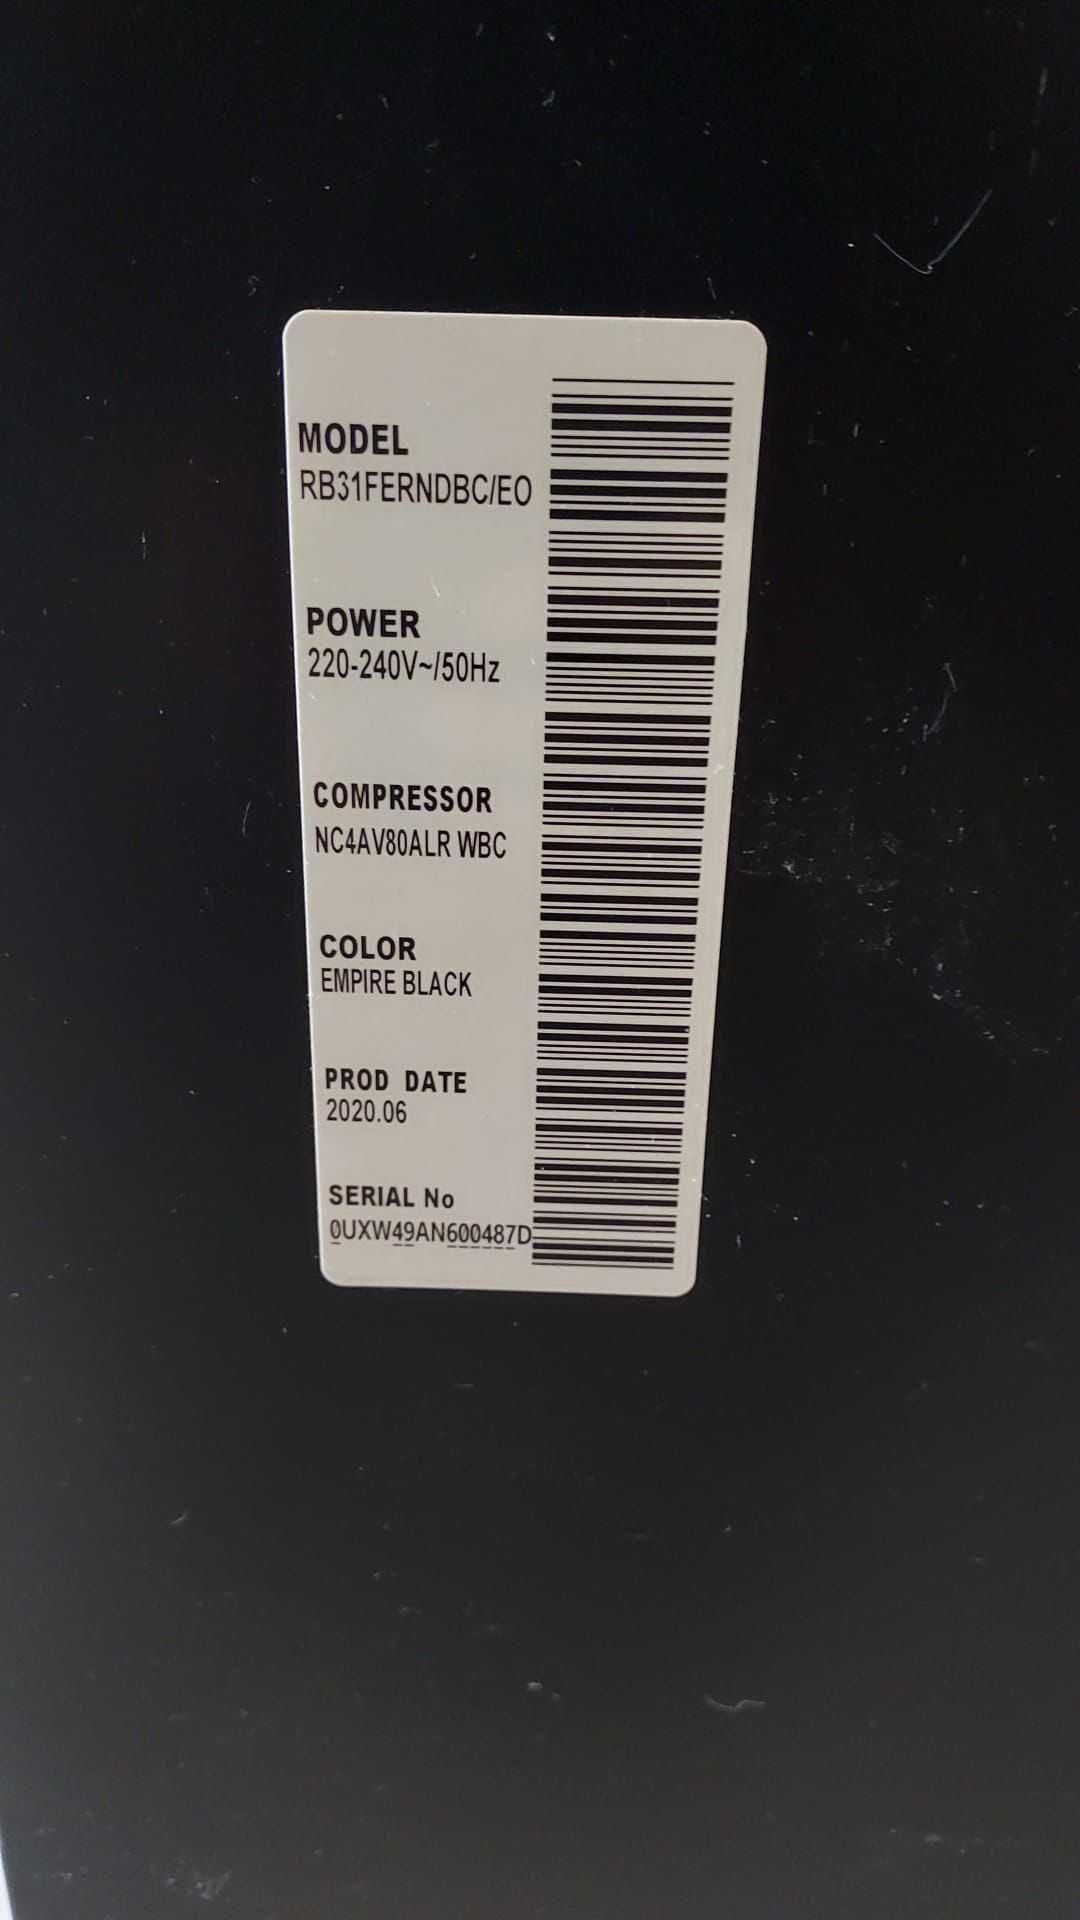 MODEL
RB31FERNDBC/EO
POWER
220-240V~/50Hz
COMPRESSOR
NC4AV80ALR WBC
COLOR
EMPIRE BLACK
PROD DATE
2020.06
SERIAL No
0UXW49AN600487D